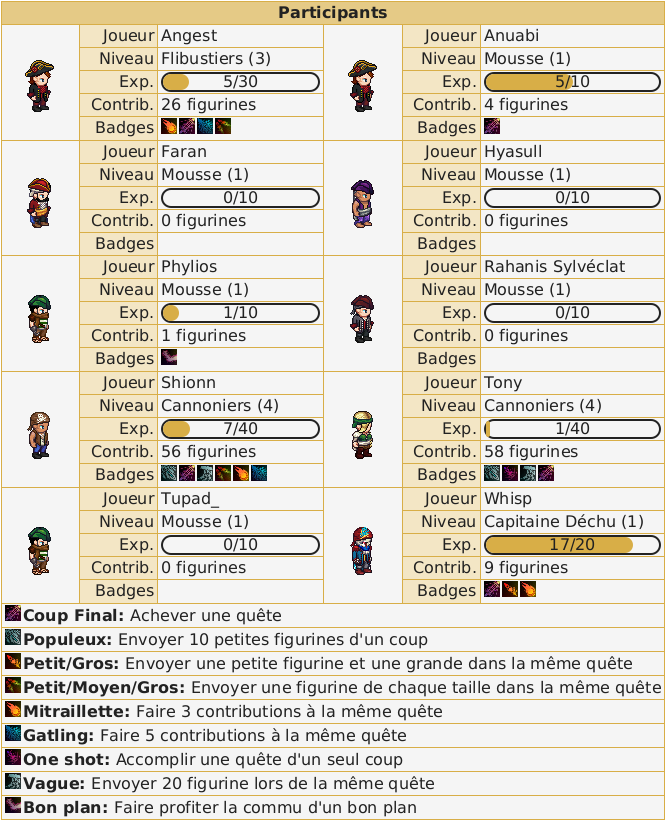 Participants
Joueur Angest
Niveau Flibustiers (3)
Exp. 5/30
Contrib. 26 figurines
Badges
Joueur Anuabi
Niveau Mousse (1)
Exp. 5/10
Contrib. 4 figurines
Badges
Joueur Faran
Niveau Mousse (1)
Exp. 0/10
Contrib. 0 figurines
Badges
Joueur Hyasull
Niveau Mousse (1)
Exp. 0/10
Contrib. 0 figurines
Badges
Joueur Phylios
Niveau Mousse (1)
Exp. 1/10
Contrib. 1 figurines
Badges
Joueur Rahanis Sylvéclat
Niveau Mousse (1)
Exp. 0/10
Contrib. 0 figurines
Badges
Joueur Shionn
Niveau Cannoniers (4)
Exp. 7/40
Contrib. 56 figurines
Badges
Joueur Tony
Niveau Cannoniers (4)
Exp. 1/40
Contrib. 58 figurines
Badges
Joueur Tupad_
Niveau Mousse (1)
Exp. 0/10
Contrib. 0 figurines
Badges
Joueur Whisp
Niveau Capitaine Déchu (1)
Exp. 17/20
Contrib. 9 figurines
Badges
Coup Final: Achever une quête
Populeux: Envoyer 10 petites figurines d'un coup
Petit/Gros: Envoyer une petite figurine et une grande dans la même quête
Petit/Moyen/Gros: Envoyer une figurine de chaque taille dans la même quête
Mitraillette: Faire 3 contributions à la même quête
Gatling: Faire 5 contributions à la même quête
One shot: Accomplir une quête d'un seul coup
Vague: Envoyer 20 figurine lors de la même quête
Bon plan: Faire profiter la commu d'un bon plan